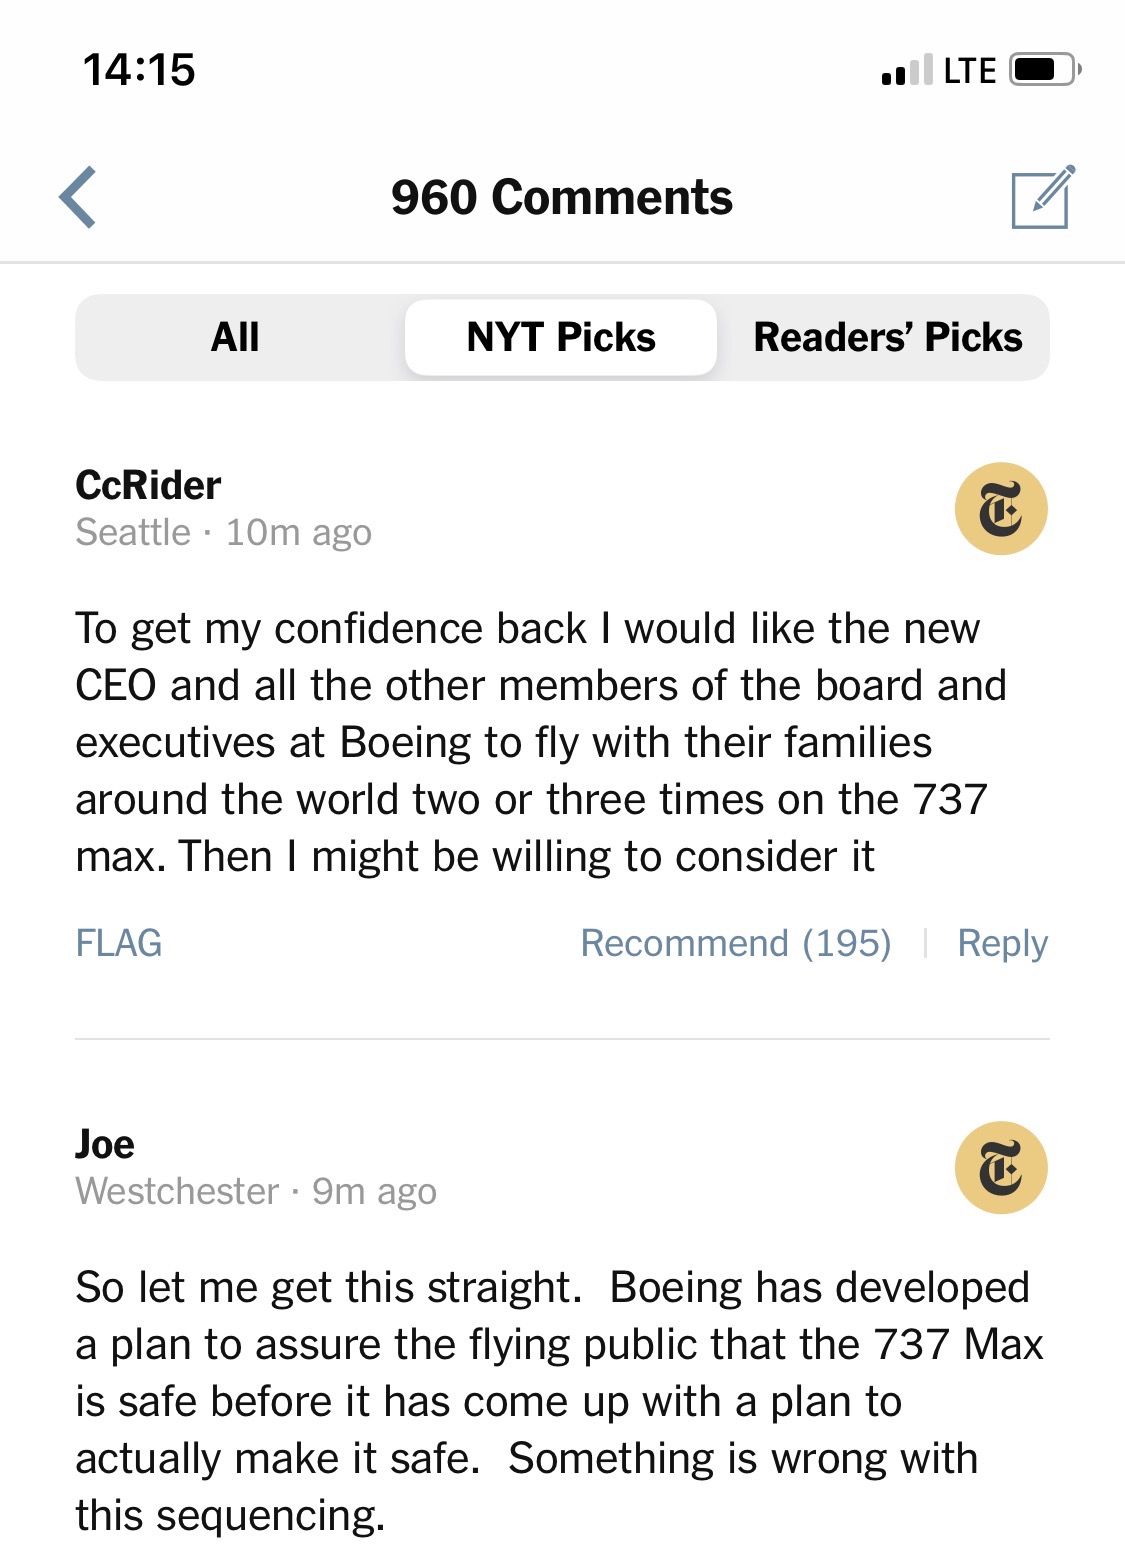 14:15
LTE
960 Comments
All
NYT Picks
Readers’ Picks
CcRider
Seattle · 10m ago
To get my confidence back I would like the new
CEO and all the other members of the board and
executives at Boeing to fly with their families
around the world two or three times on the 737
max. Then I might be willing to consider it
FLAG
Recommend (195)
Reply
Joe
Westchester · 9m ago
So let me get this straight.  Boeing has developed
a plan to assure the flying public that the 737 Max
is safe before it has come up with a plan to
actually make it safe.  Something is wrong with
this sequencing.